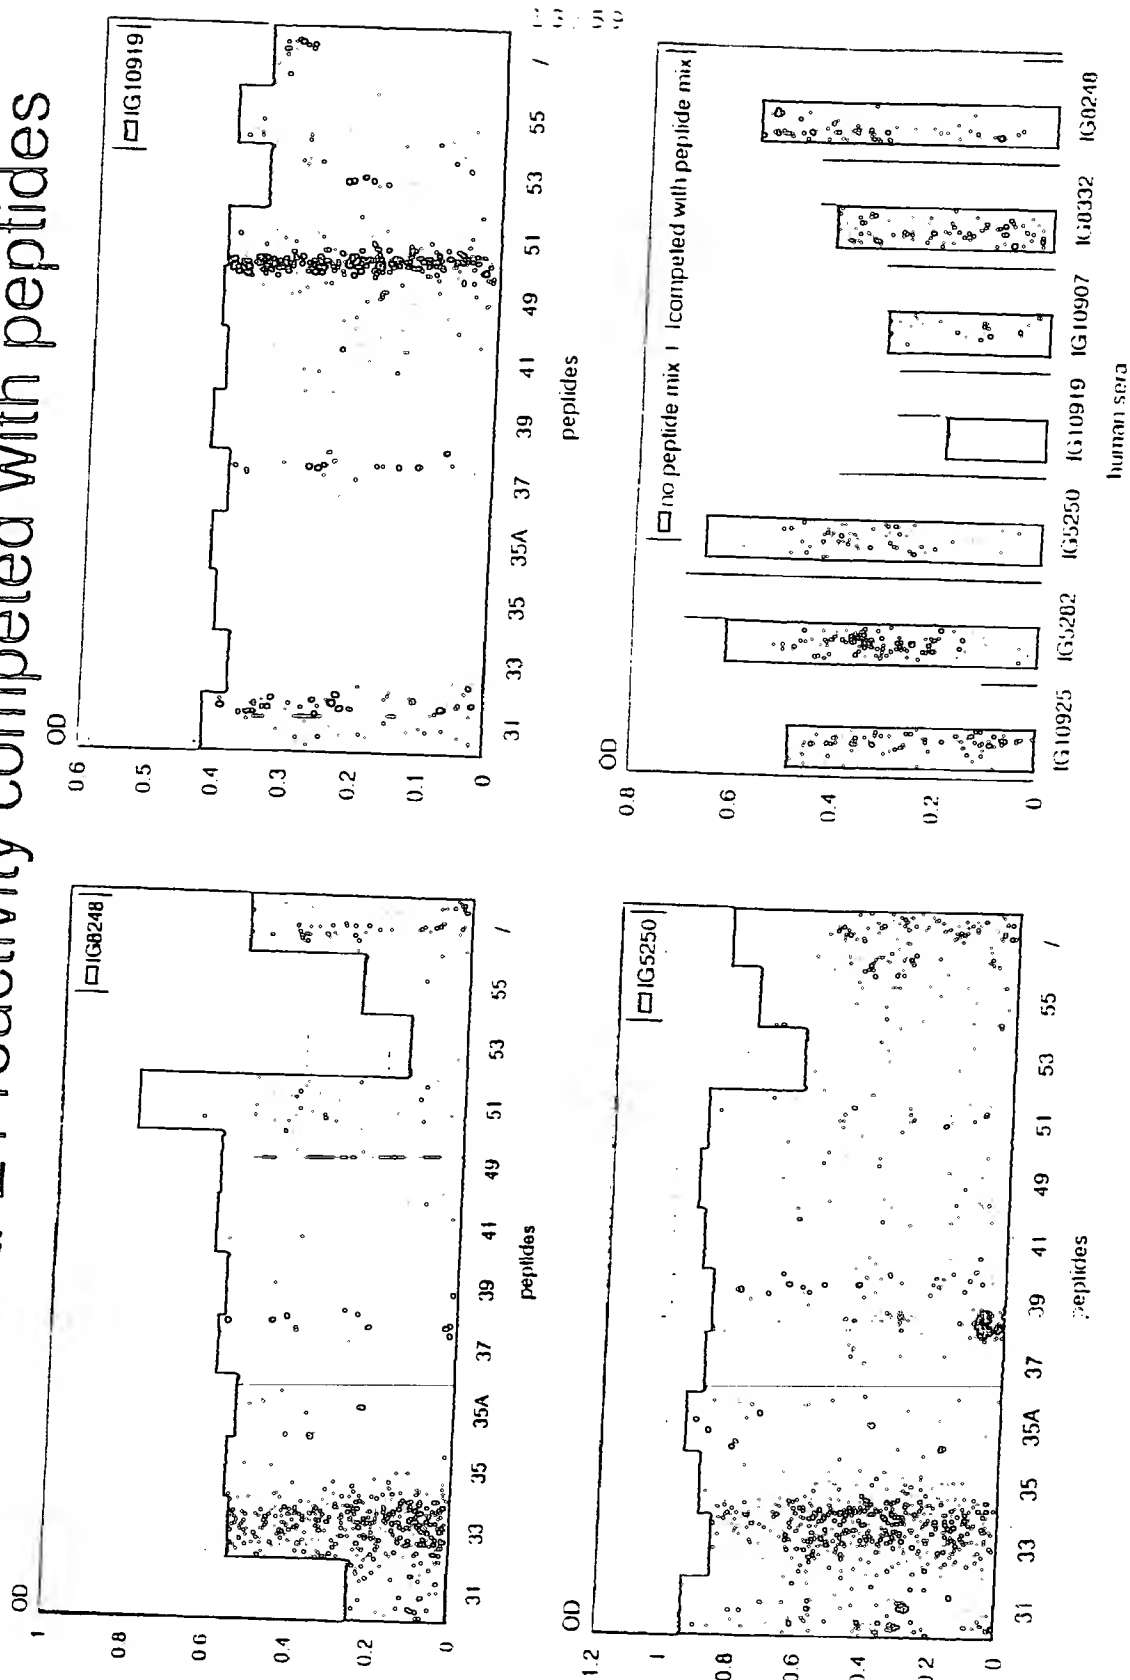 reactivity competed with peptides
OD
1
0.8
0.6
0.4
0.2
0
IG8248
31
33
35
35A
37
39
41
49
51
53
55
/
peptides
OD
0.6
0.5
0.4
0.3
0.2
0.1
0
IG10919
31
33
35
35A
37
39
41
49
51
53
55
/
peptides
OD
1.2
1
0.8
0.6
0.4
0.2
0
IG5250
31
33
35
35A
37
39
41
49
51
53
55
/
peptides
OD
0.8
0.6
0.4
0.2
0
no peptide mix
competed with peptide mix
IG10925
IG5282
IG5250
IG10919
IG10907
IG8332
IG8248
human sera